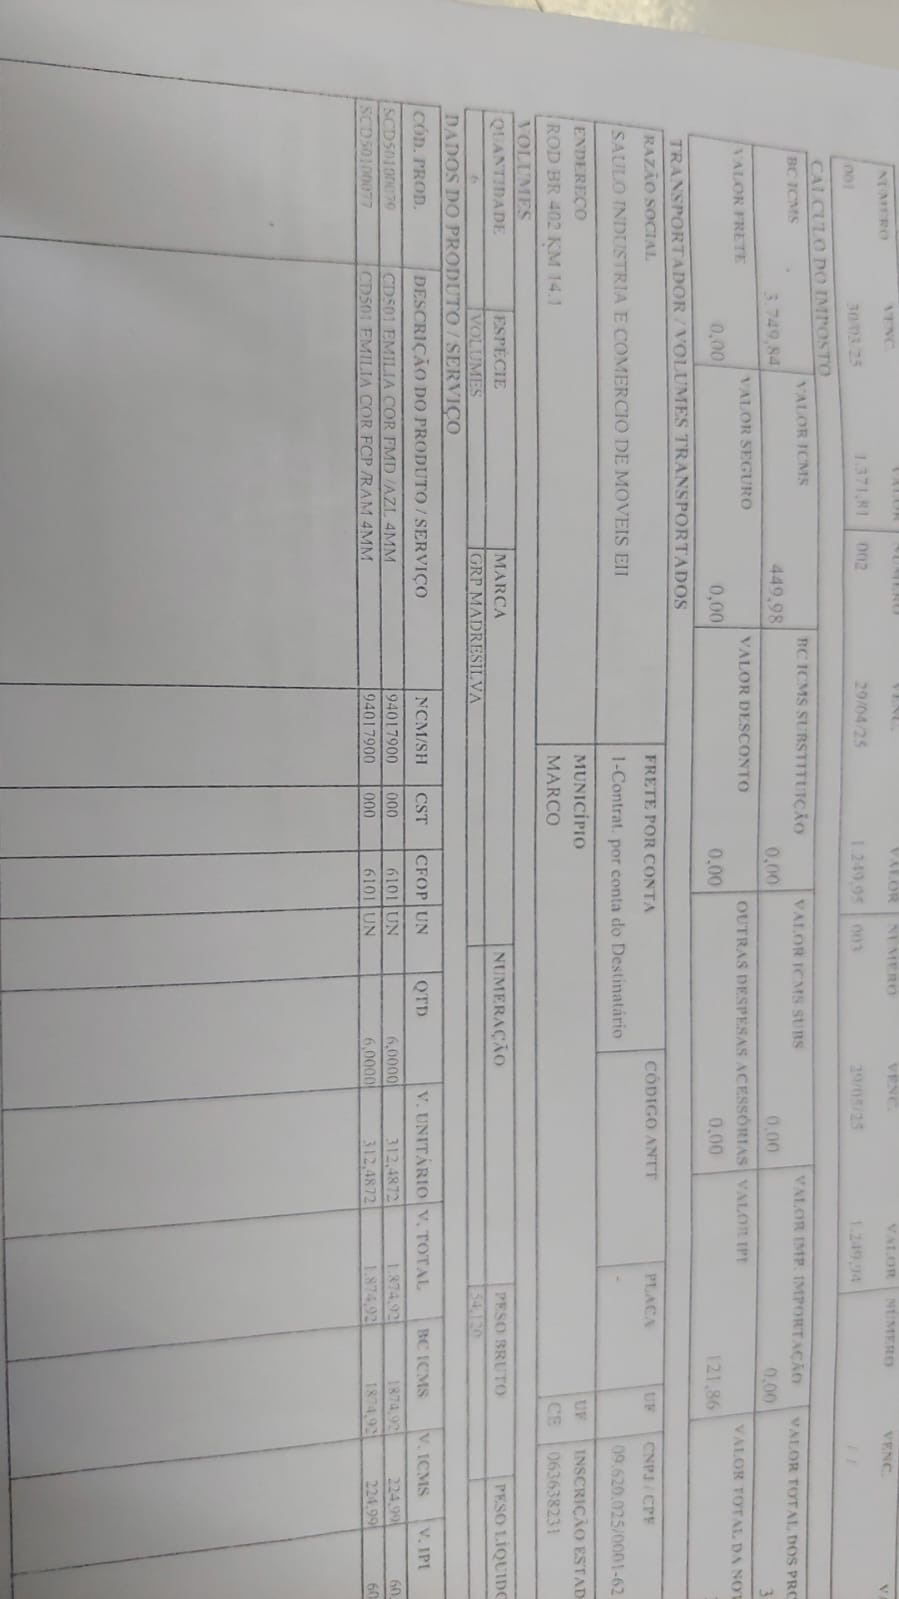 NUMERO VENC. VALOR NUMERO VENC. VALOR NUMERO VENC. VALOR NUMERO VENC.
001 30/03/25 1.371,81 002 29/04/25 1.249,95 003 29/05/25 1.249,94 / /
CALCULO DO IMPOSTO
BC ICMS VALOR ICMS BC ICMS SUBSTITUIÇÃO VALOR ICMS SUBS VALOR IMP. IMPORTAÇÃO VALOR TOTAL DOS PRO
3.749,84 449,98 0,00 0,00 0,00 3
VALOR FRETE VALOR SEGURO VALOR DESCONTO OUTRAS DESPESAS ACESSÓRIAS VALOR IPI VALOR TOTAL DA NOT
0,00 0,00 0,00 0,00 121,86
TRANSPORTADOR / VOLUMES TRANSPORTADOS
RAZÃO SOCIAL FRETE POR CONTA CÓDIGO ANTT PLACA UF CNPJ / CPF
SAULO INDUSTRIA E COMERCIO DE MOVEIS EII 1-Contrat. por conta do Destinatário - 09.620.025/0001-62
ENDEREÇO MUNICÍPIO UF INSCRIÇÃO ESTAD
ROD BR 402 KM 14.1 MARCO CE 063638231
VOLUMES
QUANTIDADE ESPÉCIE MARCA NUMERAÇÃO PESO BRUTO PESO LÍQUIDO
6 VOLUMES GRP MADRESILVA 54,120
DADOS DO PRODUTO / SERVIÇO
CÓD. PROD. DESCRIÇÃO DO PRODUTO / SERVIÇO NCM/SH CST CFOP UN QTD V. UNITÁRIO V. TOTAL BC ICMS V. ICMS V. IPI
SCD50100079 CD501 EMILIA COR FMD /AZL 4MM 94017900 000 6101 UN 6,0000 312,4872 1.874,92 1874,92 224,99 60
SCD50100077 CD501 EMILIA COR FCP /RAM 4MM 94017900 000 6101 UN 6,0000 312,4872 1.874,92 1874,92 224,99 60